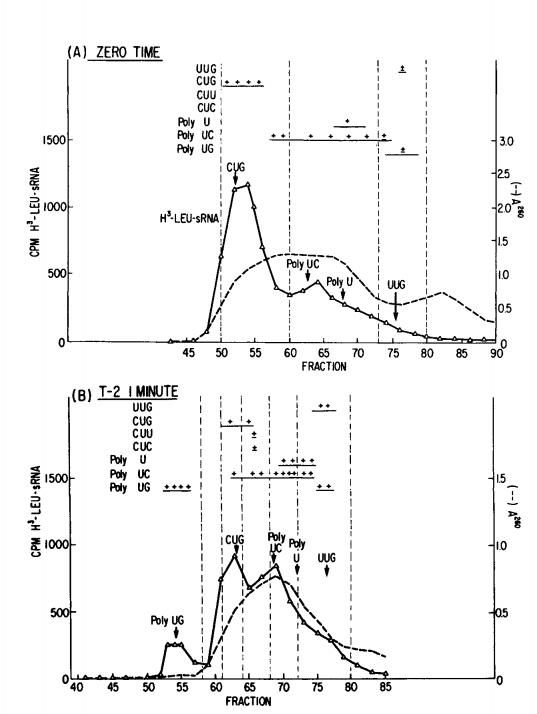 (A) ZERO TIME
UUG
CUG
CUU
CUC
Poly U
Poly UC
Poly UG
±
+ + + +
+
+ + + + + + +
±
CUG
H³-LEU-sRNA
Poly UC
Poly U
UUG
CPM H³-LEU-sRNA
1500
1000
500
0
3.0
2.5
2.0
1.5
1.0
0.5
0
(--) A²⁶⁰
45 50 55 60 65 70 75 80 85 90
FRACTION
(B) T-2 1 MINUTE
UUG
CUG
CUU
CUC
Poly U
Poly UC
Poly UG
+ +
+ +
±
±
+ + + +
++++
+ +
CUG
Poly UC
Poly U
UUG
Poly UG
CPM H³-LEU-sRNA
1500
1000
500
0
1.5
1.0
0.5
0
(--) A²⁶⁰
40 45 50 55 60 65 70 75 80 85
FRACTION